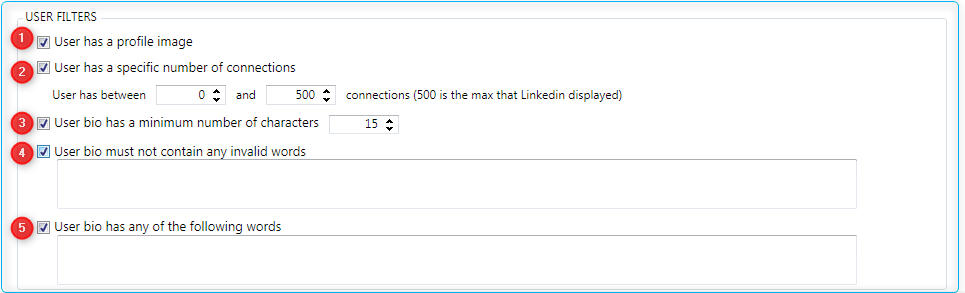 USER FILTERS
1 User has a profile image
2 User has a specific number of connections
User has between 0 and 500 connections (500 is the max that Linkedin displayed)
3 User bio has a minimum number of characters 15
4 User bio must not contain any invalid words
5 User bio has any of the following words